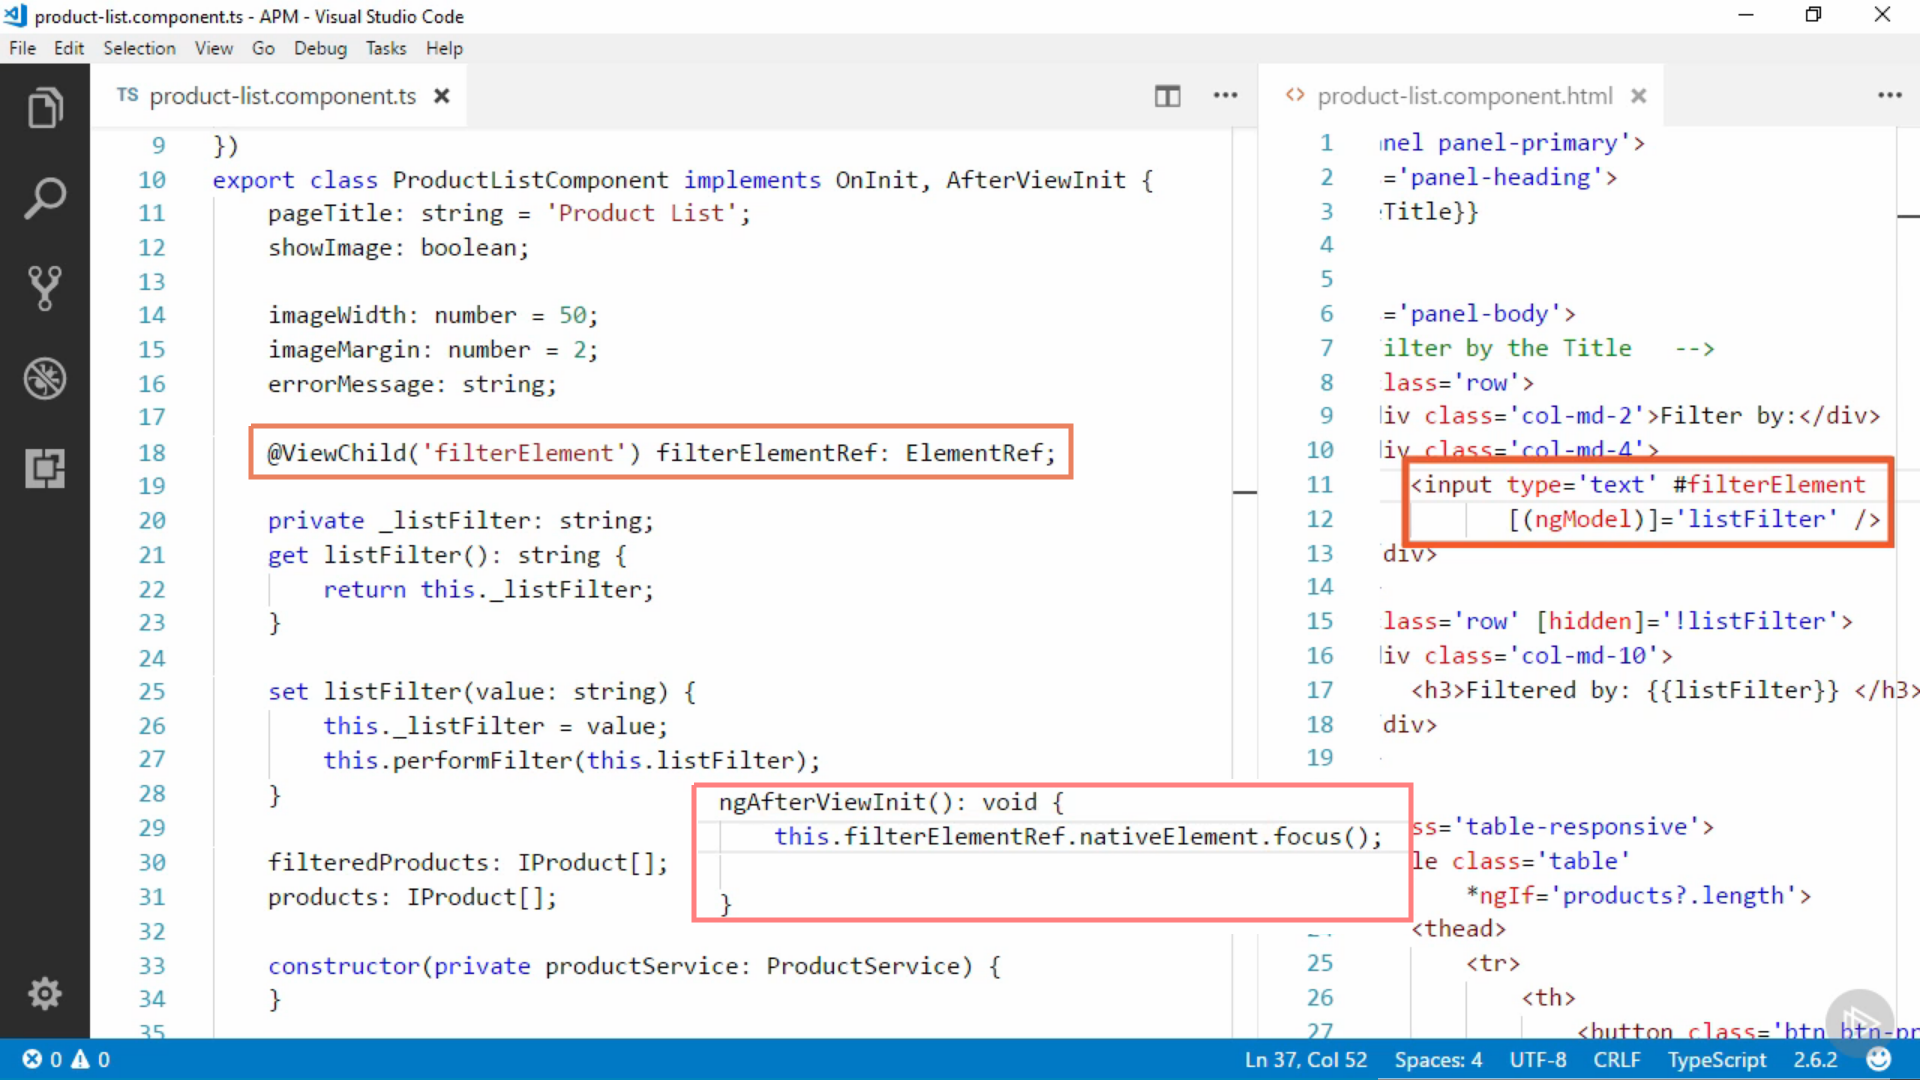 product-list.component.ts - APM - Visual Studio Code
File Edit Selection View Go Debug Tasks Help
TS product-list.component.ts
9 })
10 export class ProductListComponent implements OnInit, AfterViewInit {
11 pageTitle: string = 'Product List';
12 showImage: boolean;
13
14 imageWidth: number = 50;
15 imageMargin: number = 2;
16 errorMessage: string;
17
18 @ViewChild('filterElement') filterElementRef: ElementRef;
19
20 private _listFilter: string;
21 get listFilter(): string {
22 return this._listFilter;
23 }
24
25 set listFilter(value: string) {
26 this._listFilter = value;
27 this.performFilter(this.listFilter);
28 }
29
30 filteredProducts: IProduct[];
31 products: IProduct[];
32
33 constructor(private productService: ProductService) {
34 }
35
ngAfterViewInit(): void {
this.filterElementRef.nativeElement.focus();
}
<> product-list.component.html
1 nel panel-primary'>
2 ='panel-heading'>
3 Title}}
4
5
6 ='panel-body'>
7 ilter by the Title -->
8 lass='row'>
9 iv class='col-md-2'>Filter by:</div>
10 iv class='col-md-4'>
11 <input type='text' #filterElement
12 [(ngModel)]='listFilter' />
13 div>
14
15 lass='row' [hidden]='!listFilter'>
16 iv class='col-md-10'>
17 <h3>Filtered by: {{listFilter}} </h3>
18 div>
19
ss='table-responsive'>
le class='table'
*ngIf='products?.length'>
<thead>
25 <tr>
26 <th>
27 <button class='btn btn-pr
0 0
Ln 37, Col 52 Spaces: 4 UTF-8 CRLF TypeScript 2.6.2